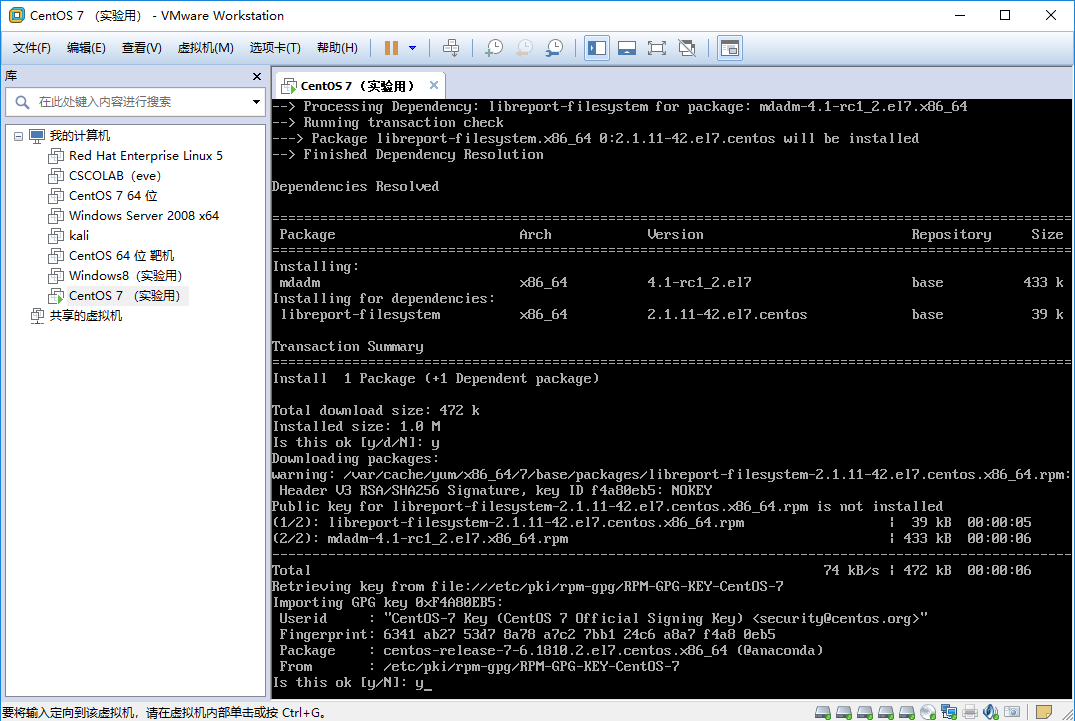 CentOS 7 （实验用） - VMware Workstation
文件(F) 编辑(E) 查看(V) 虚拟机(M) 选项卡(T) 帮助(H)
库
在此处键入内容进行搜索
我的计算机
Red Hat Enterprise Linux 5
CSCOLAB（eve）
CentOS 7 64 位
Windows Server 2008 x64
kali
CentOS 64 位 靶机
Windows8（实验用）
CentOS 7 （实验用）
共享的虚拟机
CentOS 7 （实验用）
--> Processing Dependency: libreport-filesystem for package: mdadm-4.1-rc1_2.el7.x86_64
--> Running transaction check
---> Package libreport-filesystem.x86_64 0:2.1.11-42.el7.centos will be installed
--> Finished Dependency Resolution
Dependencies Resolved
Package Arch Version Repository Size
Installing:
mdadm x86_64 4.1-rc1_2.el7 base 433 k
Installing for dependencies:
libreport-filesystem x86_64 2.1.11-42.el7.centos base 39 k
Transaction Summary
Install 1 Package (+1 Dependent package)
Total download size: 472 k
Installed size: 1.0 M
Is this ok [y/d/N]: y
Downloading packages:
warning: /var/cache/yum/x86_64/7/base/packages/libreport-filesystem-2.1.11-42.el7.centos.x86_64.rpm:
Header V3 RSA/SHA256 Signature, key ID f4a80eb5: NOKEY
Public key for libreport-filesystem-2.1.11-42.el7.centos.x86_64.rpm is not installed
(1/2): libreport-filesystem-2.1.11-42.el7.centos.x86_64.rpm | 39 kB 00:00:05
(2/2): mdadm-4.1-rc1_2.el7.x86_64.rpm | 433 kB 00:00:06
Total 74 kB/s | 472 kB 00:00:06
Retrieving key from file:///etc/pki/rpm-gpg/RPM-GPG-KEY-CentOS-7
Importing GPG key 0xF4A80EB5:
Userid : "CentOS-7 Key (CentOS 7 Official Signing Key) <security@centos.org>"
Fingerprint: 6341 ab27 53d7 8a78 a7c2 7bb1 24c6 a8a7 f4a8 0eb5
Package : centos-release-7-6.1810.2.el7.centos.x86_64 (@anaconda)
From : /etc/pki/rpm-gpg/RPM-GPG-KEY-CentOS-7
Is this ok [y/N]: y_
要将输入定向到该虚拟机，请在虚拟机内部单击或按 Ctrl+G。